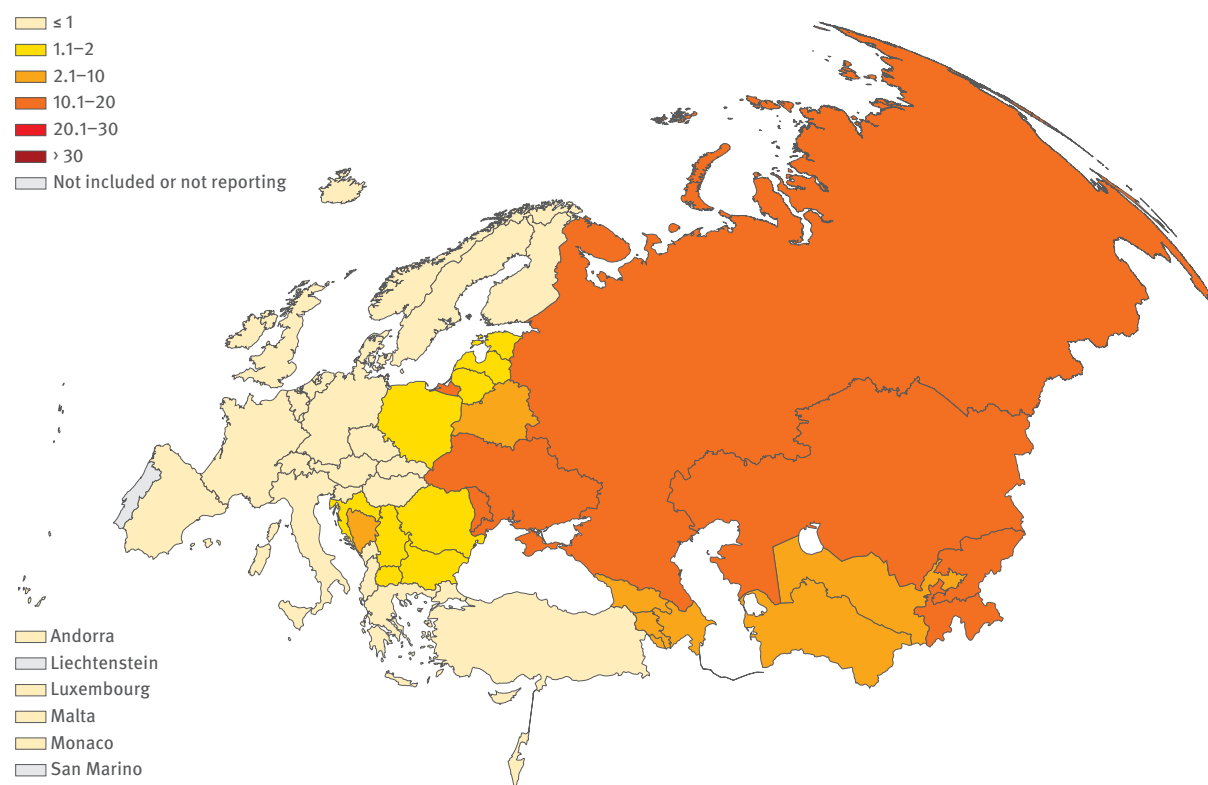 ≤ 1
1.1–2
2.1–10
10.1–20
20.1–30
> 30
Not included or not reporting
Andorra
Liechtenstein
Luxembourg
Malta
Monaco
San Marino